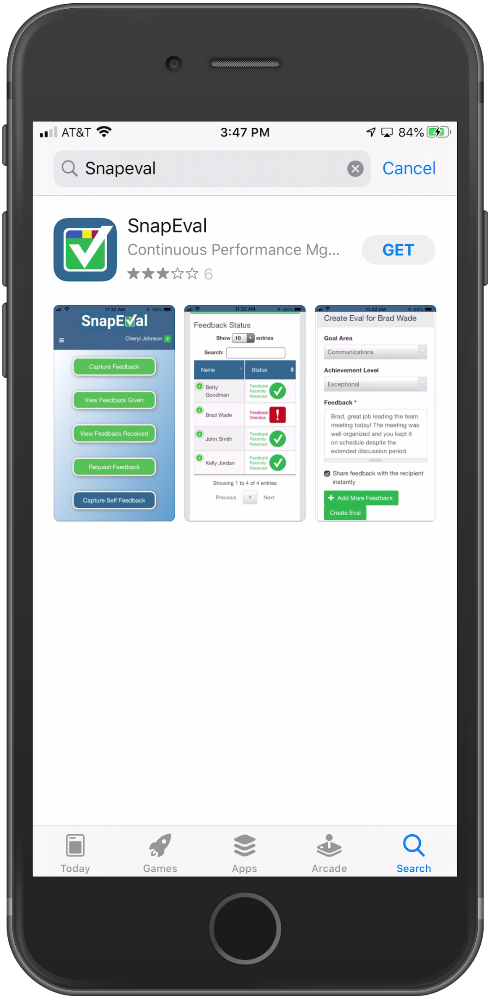 AT&T 3:47 PM 84%
Snapeval Cancel
SnapEval
Continuous Performance Mg...
GET
6
11:32 AM 86%
SnapEval
Cheryl Johnson 2
Capture Feedback
View Feedback Given
View Feedback Received
Request Feedback
Capture Self Feedback
11:32 AM 85%
Feedback Status
Show 10 entries
Search:
Name Status
Betty
Goodman
Feedback
Recently
Received
Brad Wade
Feedback
Overdue
!
John Smith
Feedback
Recently
Received
Kelly Jordan
Feedback
Recently
Received
Showing 1 to 4 of 4 entries
Previous 1 Next
11:32 AM 84%
Create Eval for Brad Wade
Goal Area
Communications
Achievement Level
Exceptional
Feedback *
Brad, great job leading the team
meeting today! The meeting was
well organized and you kept it
on schedule despite the
extended discussion period.
Share feedback with the recipient
instantly
+ Add More Feedback
Create Eval
Today Games Apps Arcade Search